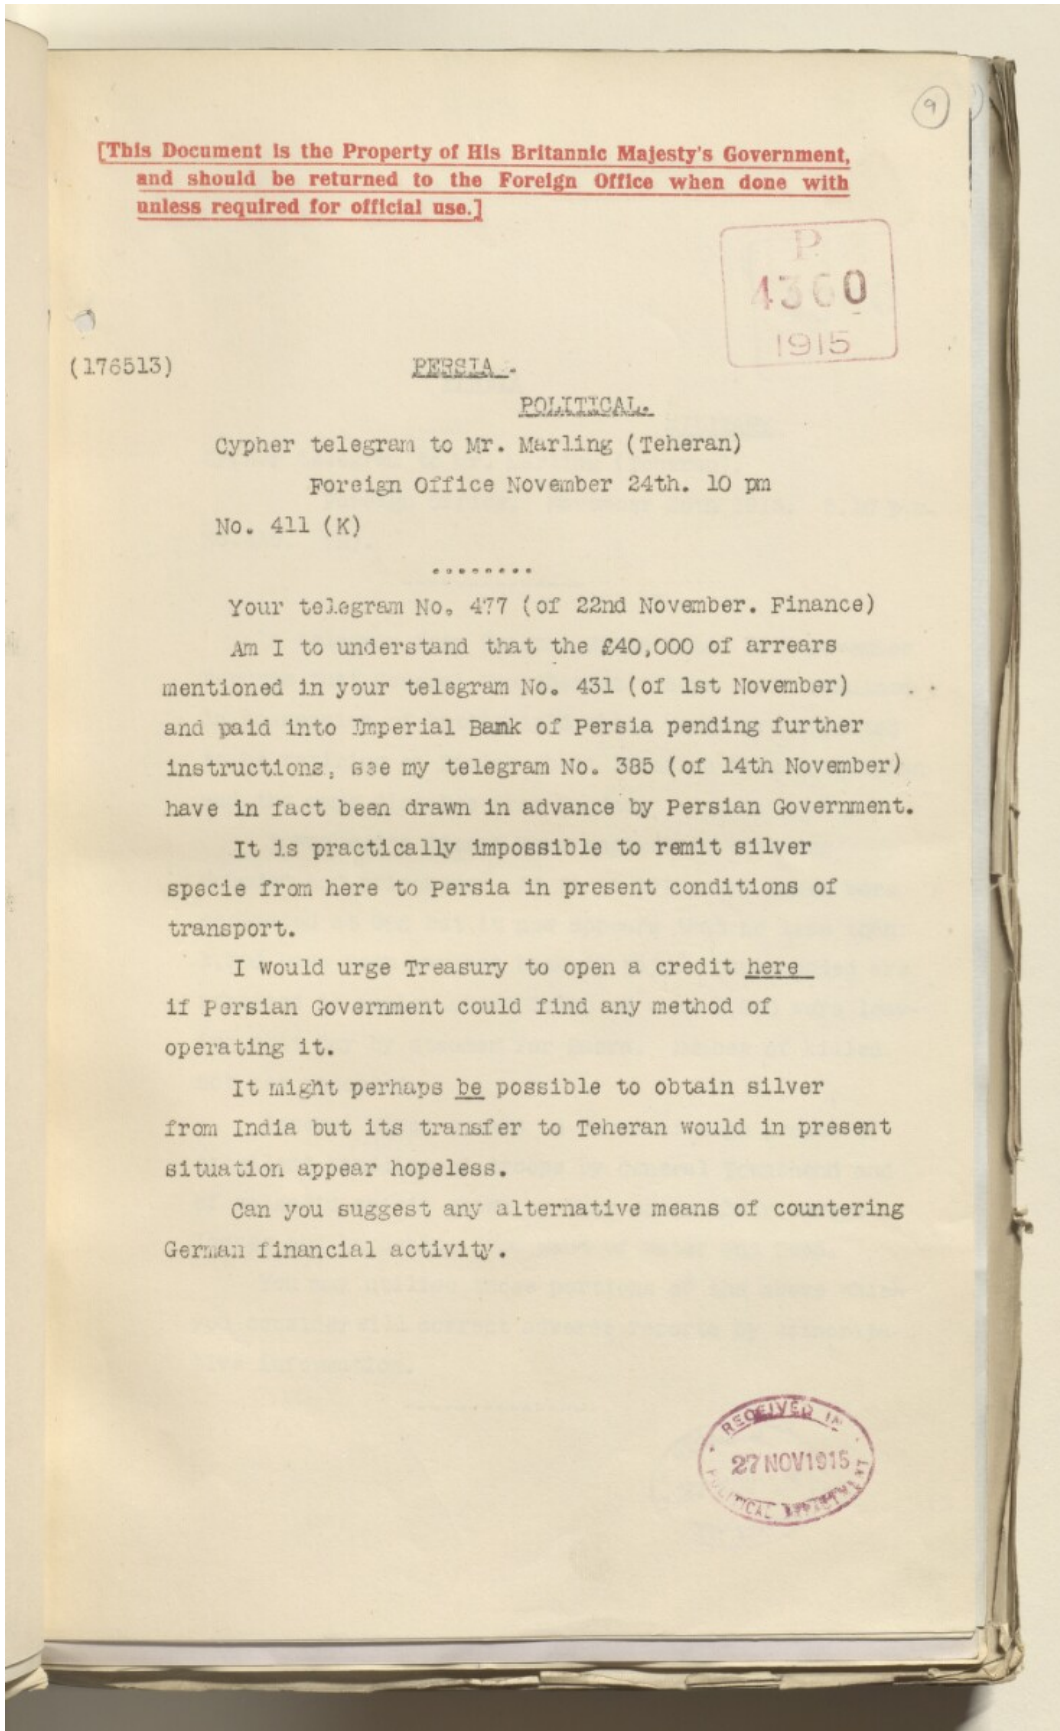 9
[This Document is the Property of His Britannic Majesty's Government,
and should be returned to the Foreign Office when done with
unless required for official use.]
P.
4360
1915
(176513)
PERSIA.
POLITICAL.
Cypher telegram to Mr. Marling (Teheran)
Foreign Office November 24th. 10 pm
No. 411 (K)
........
Your telegram No. 477 (of 22nd November. Finance)
Am I to understand that the £40,000 of arrears
mentioned in your telegram No. 431 (of 1st November)
and paid into Imperial Bank of Persia pending further
instructions, see my telegram No. 385 (of 14th November)
have in fact been drawn in advance by Persian Government.
It is practically impossible to remit silver
specie from here to Persia in present conditions of
transport.
I would urge Treasury to open a credit here
if Persian Government could find any method of
operating it.
It might perhaps be possible to obtain silver
from India but its transfer to Teheran would in present
situation appear hopeless.
Can you suggest any alternative means of countering
German financial activity.
RECEIVED IN
27 NOV 1915
POLITICAL DEPARTMENT